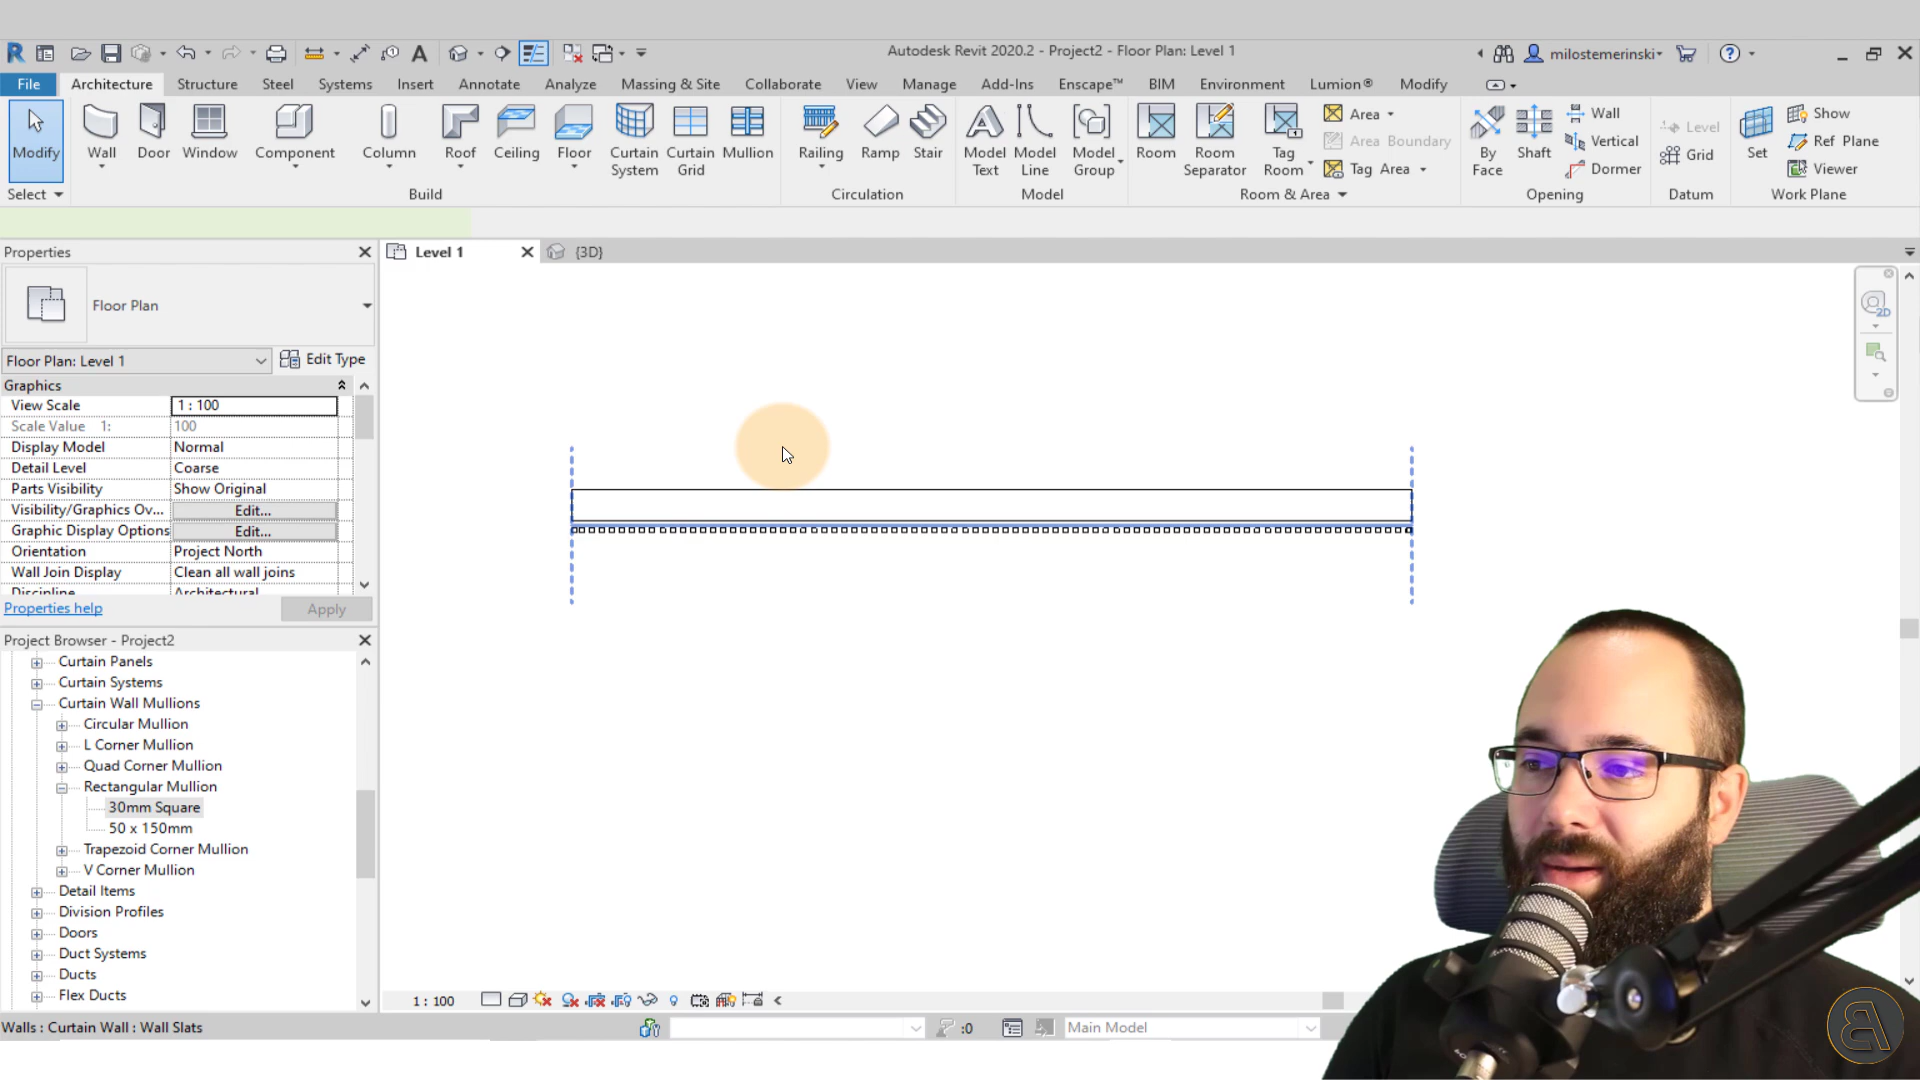 Autodesk Revit 2020.2 - Project2 - Floor Plan: Level 1
milostemerinski
File Architecture Structure Steel Systems Insert Annotate Analyze Massing & Site Collaborate View Manage Add-Ins Enscape™ BIM Environment Lumion® Modify
Modify Wall Door Window Component Column Roof Ceiling Floor Curtain System Curtain Grid Mullion Railing Ramp Stair Model Text Model Line Model Group Room Room Separator Tag Room
Area
Area Boundary
Tag Area
By Face Shaft
Wall
Vertical
Dormer
Level
Grid
Set
Show
Ref Plane
Viewer
Select Build Circulation Model Room & Area Opening Datum Work Plane
Properties
Level 1 {3D}
Floor Plan
Floor Plan: Level 1 Edit Type
Graphics
View Scale 1 : 100
Scale Value 1: 100
Display Model Normal
Detail Level Coarse
Parts Visibility Show Original
Visibility/Graphics Ov... Edit...
Graphic Display Options Edit...
Orientation Project North
Wall Join Display Clean all wall joins
Discipline Architectural
Properties help Apply
Project Browser - Project2
Curtain Panels
Curtain Systems
Curtain Wall Mullions
Circular Mullion
L Corner Mullion
Quad Corner Mullion
Rectangular Mullion
30mm Square
50 x 150mm
Trapezoid Corner Mullion
V Corner Mullion
Detail Items
Division Profiles
Doors
Duct Systems
Ducts
Flex Ducts
1 : 100
Walls : Curtain Wall : Wall Slats
:0
Main Model
2D